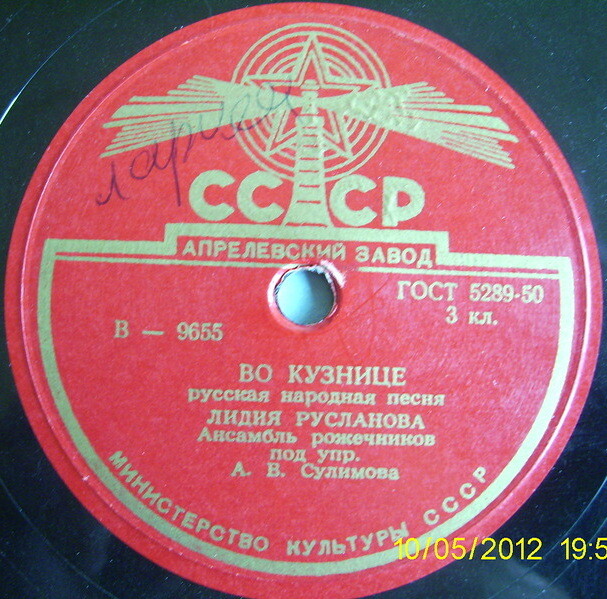 СССР
АПРЕЛЕВСКИЙ ЗАВОД
ГОСТ 5289-50
3 кл.
В — 9655
ВО КУЗНИЦЕ
русская народная песня
ЛИДИЯ РУСЛАНОВА
Ансамбль рожечников
под упр.
А. В. Сулимова
МИНИСТЕРСТВО КУЛЬТУРЫ СССР
10/05/2012 19:5